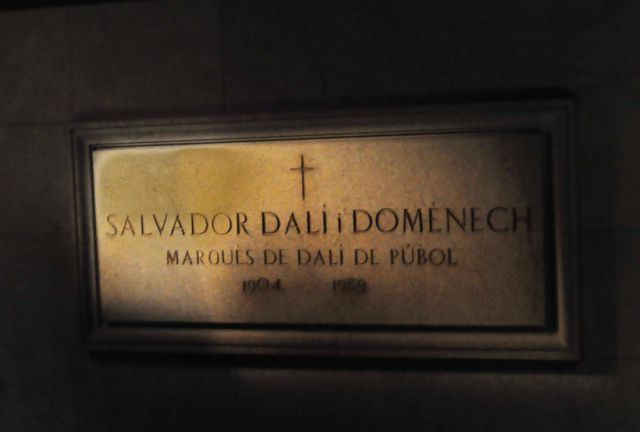 SALVADOR DALÍ i DOMÈNECH
MARQUÈS DE DALÍ DE PÚBOL
1904 1989